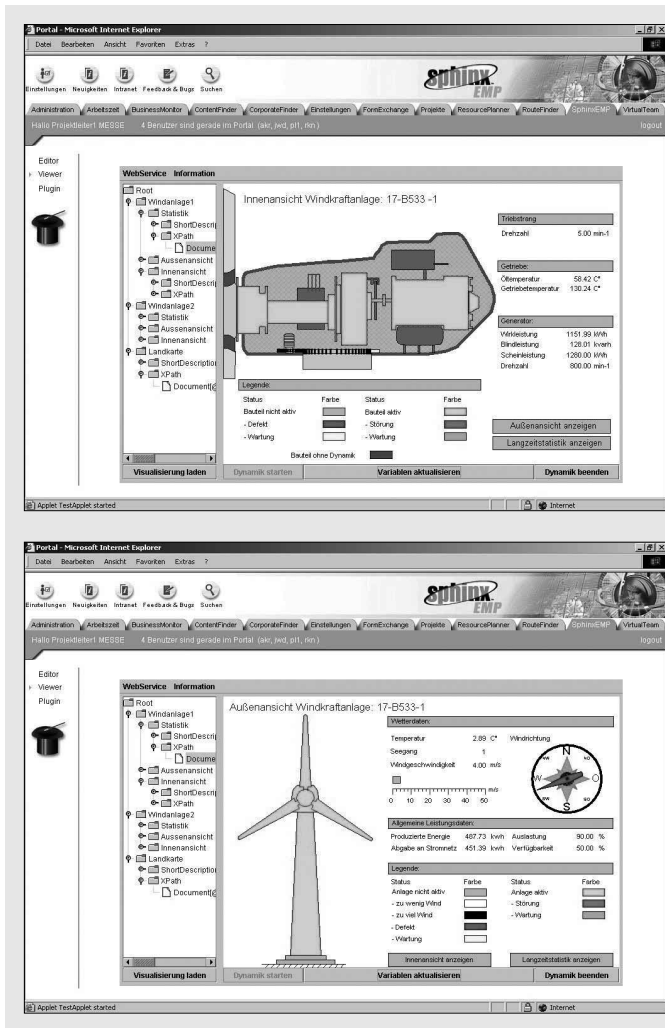 Portal - Microsoft Internet Explorer
Datei Bearbeiten Ansicht Favoriten Extras ?
Einstellungen Neuigkeiten Intranet Feedback & Bugs Suchen
sphinx EMP
Administration Arbeitszeit BusinessMonitor ContentFinder CorporateFinder Einstellungen FormExchange Projekte ResourcePlanner RouteFinder SphinxEMP VirtualTeam
Hallo Projektleiter1 MESSE 4 Benutzer sind gerade im Portal (akr, jwd, pl1, rkn ) logout
Editor
Viewer
Plugin
WebService Information
Root
Windanlage1
Statistik
ShortDescrip
XPath
Docume
Aussenansicht
Innenansicht
ShortDescrip
XPath
Windanlage2
Statistik
Aussenansicht
Innenansicht
Landkarte
ShortDescription
XPath
Document[@
Innenansicht Windkraftanlage: 17-B533 -1
Triebstrang
Drehzahl 5.00 min-1
Getriebe:
Öltemperatur 58.42 C°
Getriebetemperatur 130.24 C°
Generator:
Wirkleistung 1151.99 kWh
Blindleistung 128.01 kvarh
Scheinleistung 1280.00 kWh
Drehzahl 800.00 min-1
Legende:
Status Farbe Status Farbe
Bauteil nicht aktiv Bauteil aktiv
- Defekt - Störung
- Wartung - Wartung
Bauteil ohne Dynamik
Außenansicht anzeigen
Langzeitstatistik anzeigen
Visualisierung laden Dynamik starten Variablen aktualisieren Dynamik beenden
Applet TestApplet started Internet
Portal - Microsoft Internet Explorer
Datei Bearbeiten Ansicht Favoriten Extras ?
Einstellungen Neuigkeiten Intranet Feedback & Bugs Suchen
sphinx EMP
Administration Arbeitszeit BusinessMonitor ContentFinder CorporateFinder Einstellungen FormExchange Projekte ResourcePlanner RouteFinder SphinxEMP VirtualTeam
Hallo Projektleiter1 MESSE 4 Benutzer sind gerade im Portal (akr, jwd, pl1, rkn ) logout
Editor
Viewer
Plugin
WebService Information
Root
Windanlage1
Statistik
ShortDescrip
XPath
Docume
Aussenansicht
Innenansicht
ShortDescrip
XPath
Windanlage2
Statistik
Aussenansicht
Innenansicht
Landkarte
ShortDescription
XPath
Document[@
Außenansicht Windkraftanlage: 17-B533-1
Wetterdaten:
Temperatur 2.89 C° Windrichtung
Seegang 1
Windgeschwindigkeit 4.00 m/s
m/s
0 10 20 30 40 50
N
NW NO
W O
SW SO
S
Allgemeine Leistungsdaten:
Produzierte Energie 487.73 kwh Auslastung 90.00 %
Abgabe an Stromnetz 451.39 kwh Verfügbarkeit 50.00 %
Legende:
Status Farbe Status Farbe
Anlage nicht aktiv Anlage aktiv
- zu wenig Wind - Störung
- zu viel Wind - Wartung
- Defekt
- Wartung
Innenansicht anzeigen Langzeitstatistik anzeigen
Visualisierung laden Dynamik starten Variablen aktualisieren Dynamik beenden
Applet TestApplet started Internet